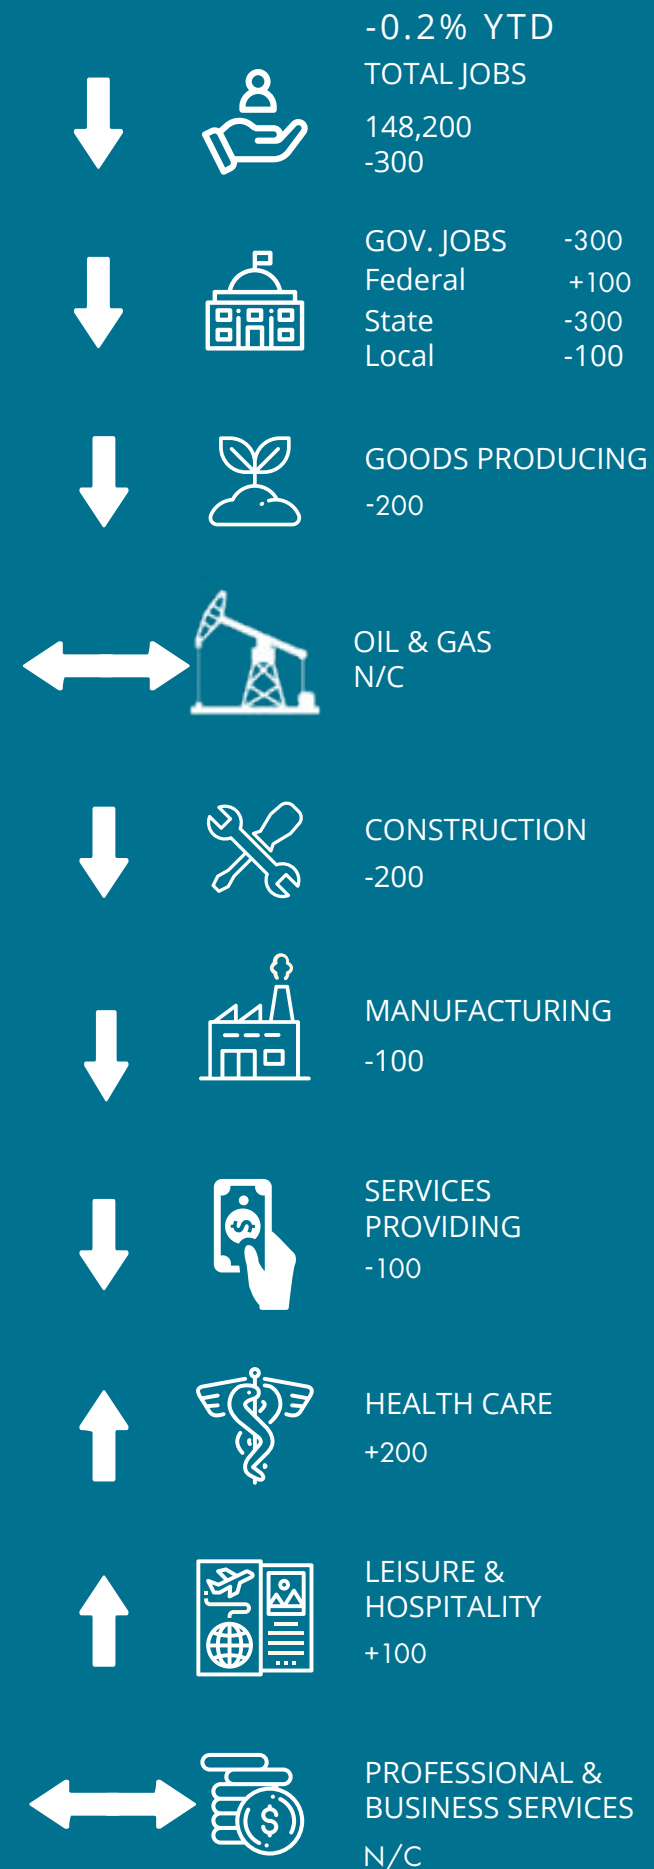 -0.2% YTD
TOTAL JOBS
148,200
-300
GOV. JOBS -300
Federal +100
State -300
Local -100
GOODS PRODUCING
-200
OIL & GAS
N/C
CONSTRUCTION
-200
MANUFACTURING
-100
$
SERVICES
PROVIDING
-100
HEALTH CARE
+200
LEISURE &
HOSPITALITY
+100
$
PROFESSIONAL &
BUSINESS SERVICES
N/C